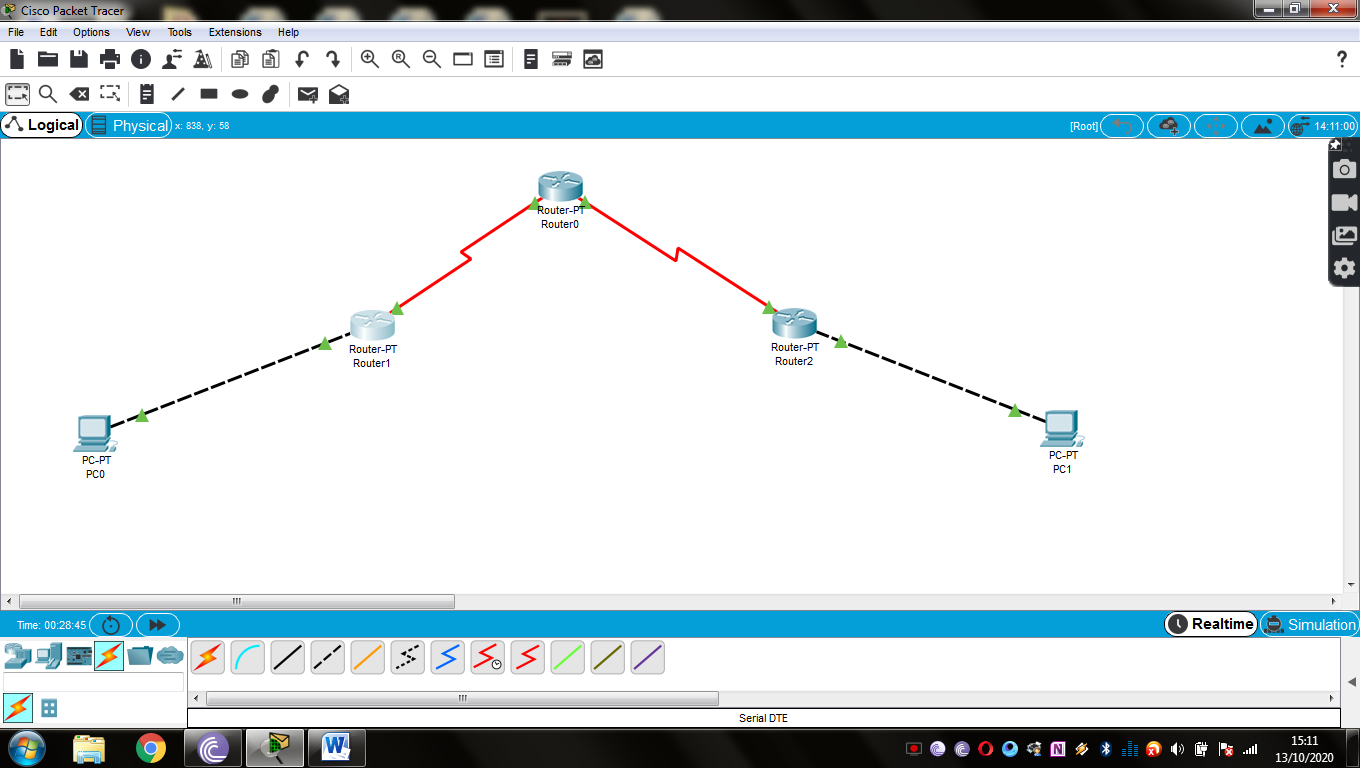 Cisco Packet Tracer
File Edit Options View Tools Extensions Help
Logical Physical x: 838, y: 58 [Root] 14:11:00
Router-PT
Router0
Router-PT
Router1
Router-PT
Router2
PC-PT
PC0
PC-PT
PC1
Time: 00:28:45 Realtime Simulation
Serial DTE
15:11
13/10/2020